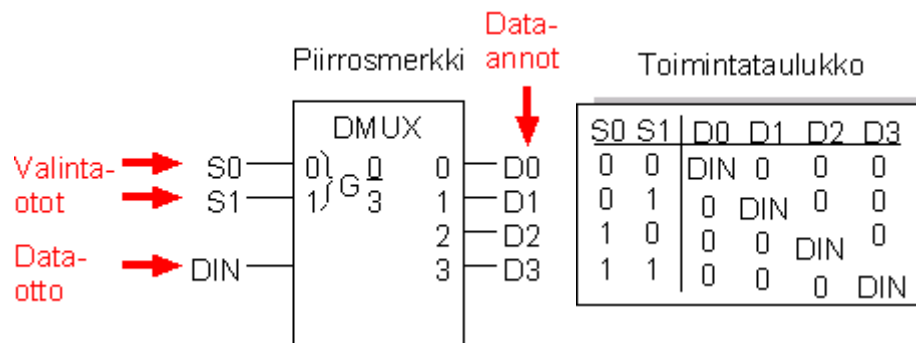 Data-
annot
Piirrosmerkki
Toimintataulukko
Valinta-
otot
Data-
otto
S0
S1
DIN
DMUX
0 } G 0 0
1 } 3 1
2
3
D0
D1
D2
D3
S0 S1 D0 D1 D2 D3
0 0 DIN 0 0 0
0 1 0 DIN 0 0
1 0 0 0 DIN 0
1 1 0 0 0 DIN